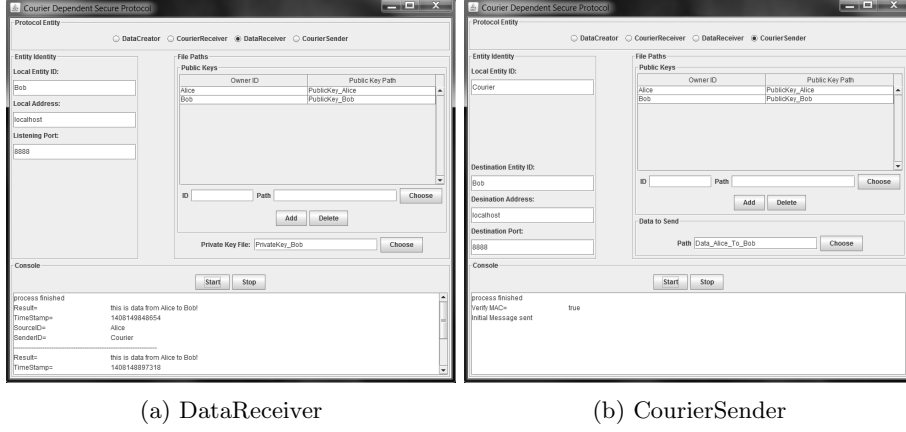 Courier Dependent Secure Protocol
Protocol Entity
DataCreator CourierReceiver DataReceiver CourierSender
Entity Identity
Local Entity ID:
Bob
Local Address:
localhost
Listening Port:
8888
File Paths
Public Keys
Owner ID Public Key Path
Alice PublicKey_Alice
Bob PublicKey_Bob
ID Path Choose
Add Delete
Private Key File: PrivateKey_Bob Choose
Console
Start Stop
process finished
Result= this is data from Alice to Bob!
TimeStamp= 1408149848654
SourceID= Alice
SenderID= Courier
Result= this is data from Alice to Bob!
TimeStamp= 1408148897318
(a) DataReceiver
Courier Dependent Secure Protocol
Protocol Entity
DataCreator CourierReceiver DataReceiver CourierSender
Entity Identity
Local Entity ID:
Courier
Destination Entity ID:
Bob
Desination Address:
localhost
Destination Port:
8888
File Paths
Public Keys
Owner ID Public Key Path
Alice PublicKey_Alice
Bob PublicKey_Bob
ID Path Choose
Add Delete
Data to Send
Path Data_Alice_To_Bob Choose
Console
Start Stop
process finished
Verify MAC= true
Initial Message sent
(b) CourierSender